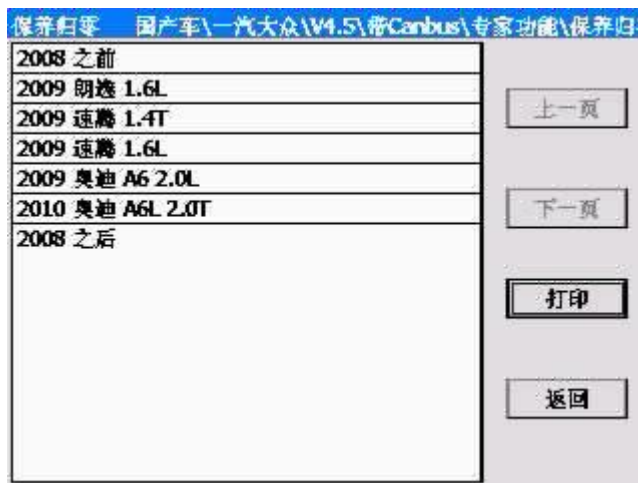 保养归零 国产车\一汽大众\V4.5\带Canbus\专家功能\保养归
2008 之前
2009 朗逸 1.6L
2009 速腾 1.4T
2009 速腾 1.6L
2009 奥迪 A6 2.0L
2010 奥迪 A6L 2.0T
2008 之后
上一页
下一页
打印
返回